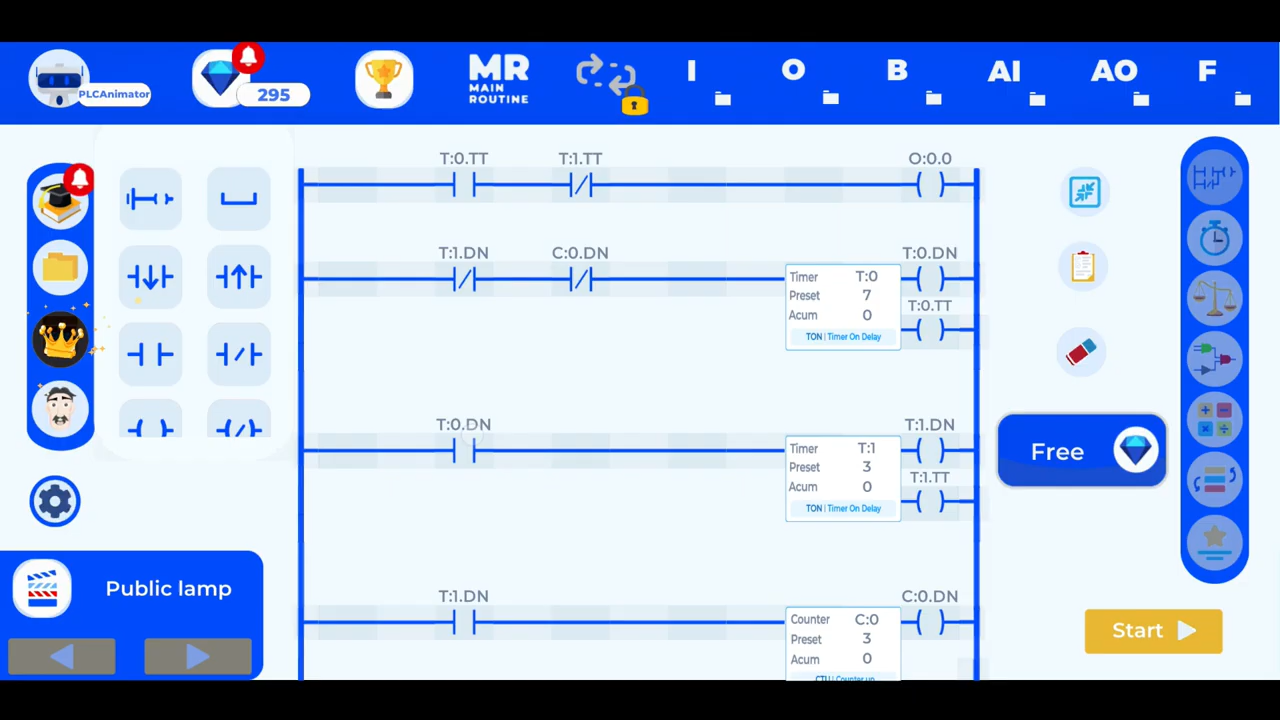 PLCAnimator
295
MR
MAIN
ROUTINE
I
O
B
AI
AO
F
T:0.TT
T:1.TT
O:0.0
T:1.DN
C:0.DN
T:0.DN
Timer T:0
Preset 7
Acum 0
TON | Timer On Delay
T:0.TT
Free
T:0.DN
T:1.DN
Timer T:1
Preset 3
Acum 0
TON | Timer On Delay
T:1.TT
Public lamp
T:1.DN
C:0.DN
Counter C:0
Preset 3
Acum 0
CTU | Counter up
Start